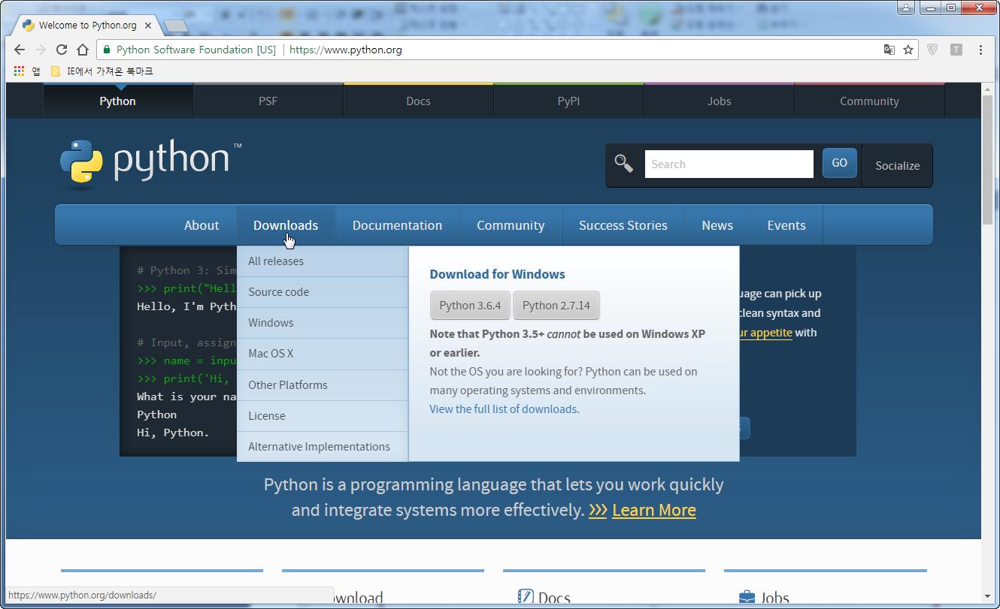 Welcome to Python.org
Python Software Foundation [US] https://www.python.org
T
앱 IE에서 가져온 북마크
Python PSF Docs PyPI Jobs Community
python™
Search GO Socialize
About Downloads Documentation Community Success Stories News Events
All releases
Source code
Windows
Mac OS X
Other Platforms
License
Alternative Implementations
Download for Windows
Python 3.6.4 Python 2.7.14
Note that Python 3.5+ cannot be used on Windows XP
or earlier.
Not the OS you are looking for? Python can be used on
many operating systems and environments.
View the full list of downloads.
# Python 3: Sim
>>> print("Hell
Hello, I'm Pyth
# Input, assign
>>> name = inpu
>>> print('Hi,
What is your na
Python
Hi, Python.
uage can pick up
clean syntax and
ur appetite with
Python is a programming language that lets you work quickly
and integrate systems more effectively. >>> Learn More
wnload Docs Jobs
https://www.python.org/downloads/